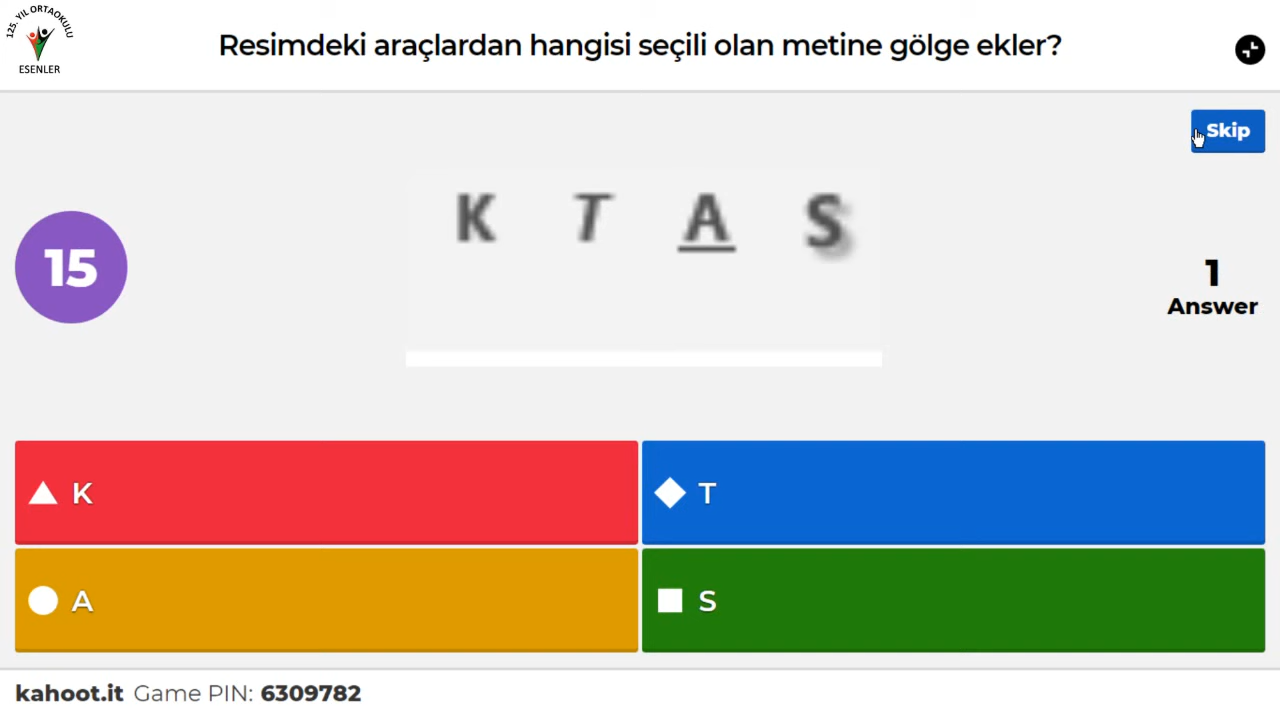 125. YIL ORTAOKULU
ESENLER
Resimdeki araçlardan hangisi seçili olan metine gölge ekler?
Skip
K T A S
15
1
Answer
K
T
A
S
kahoot.it Game PIN: 6309782